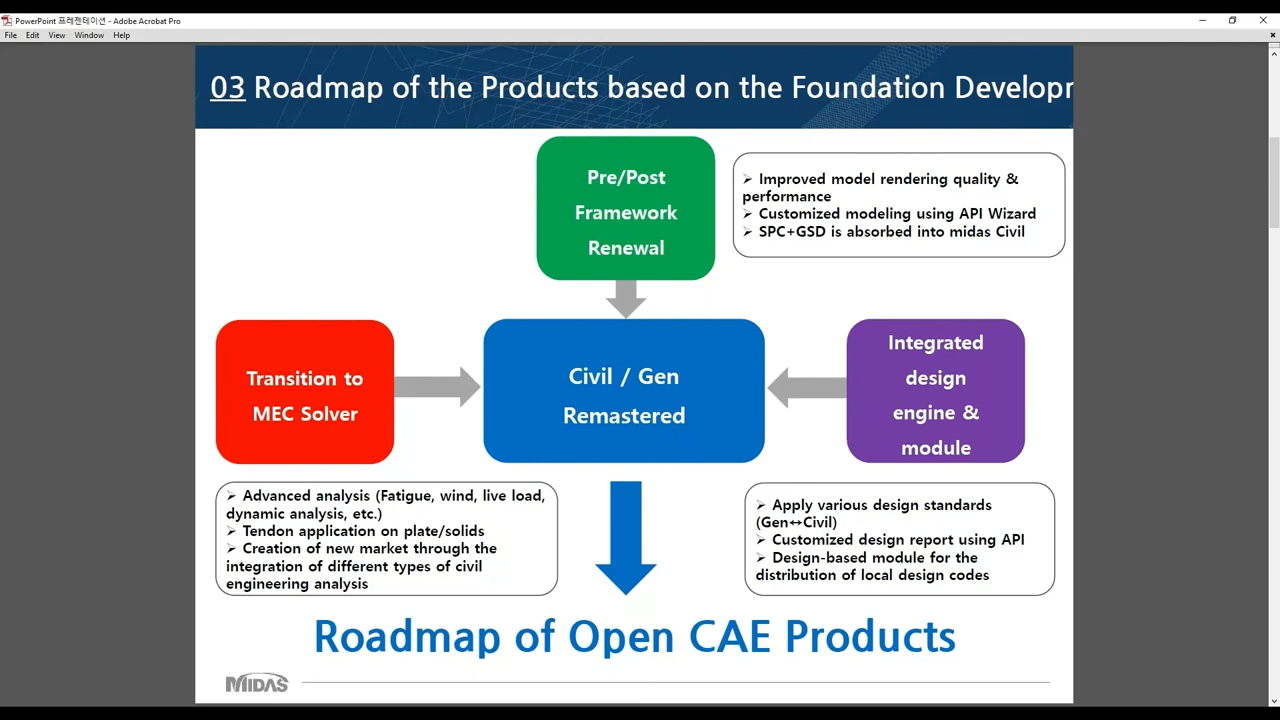 PowerPoint 프레젠테이션 - Adobe Acrobat Pro
File Edit View Window Help
03 Roadmap of the Products based on the Foundation Develop
Pre/Post
Framework
Renewal
➢ Improved model rendering quality &
performance
➢ Customized modeling using API Wizard
➢ SPC+GSD is absorbed into midas Civil
Transition to
MEC Solver
Civil / Gen
Remastered
Integrated
design
engine &
module
➢ Advanced analysis (Fatigue, wind, live load,
dynamic analysis, etc.)
➢ Tendon application on plate/solids
➢ Creation of new market through the
integration of different types of civil
engineering analysis
➢ Apply various design standards
(Gen↔Civil)
➢ Customized design report using API
➢ Design-based module for the
distribution of local design codes
Roadmap of Open CAE Products
MIDAS